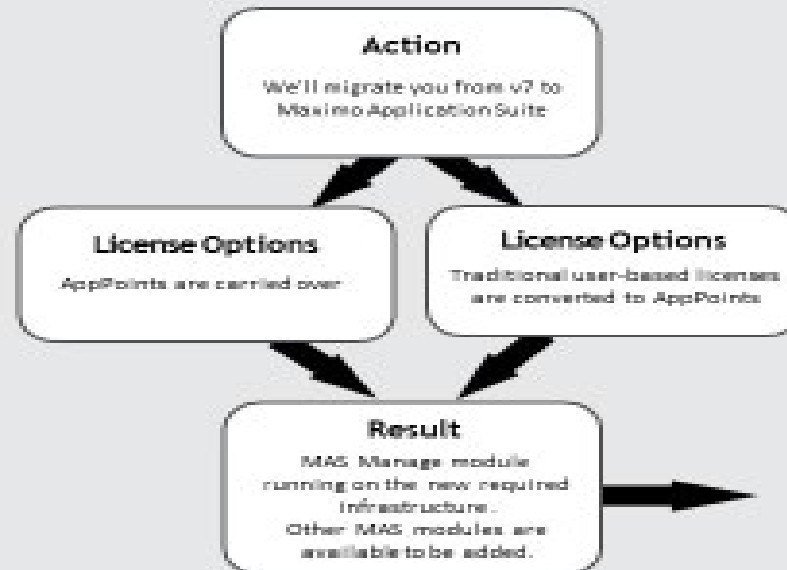 Action
We'll migrate you from v7 to
Maximo Application Suite
License Options
AppPoints are carried over
License Options
Traditional user-based licenses
are converted to AppPoints
Result
MAS Manage module
running on the new required
infrastructure.
Other MAS modules are
available to be added.